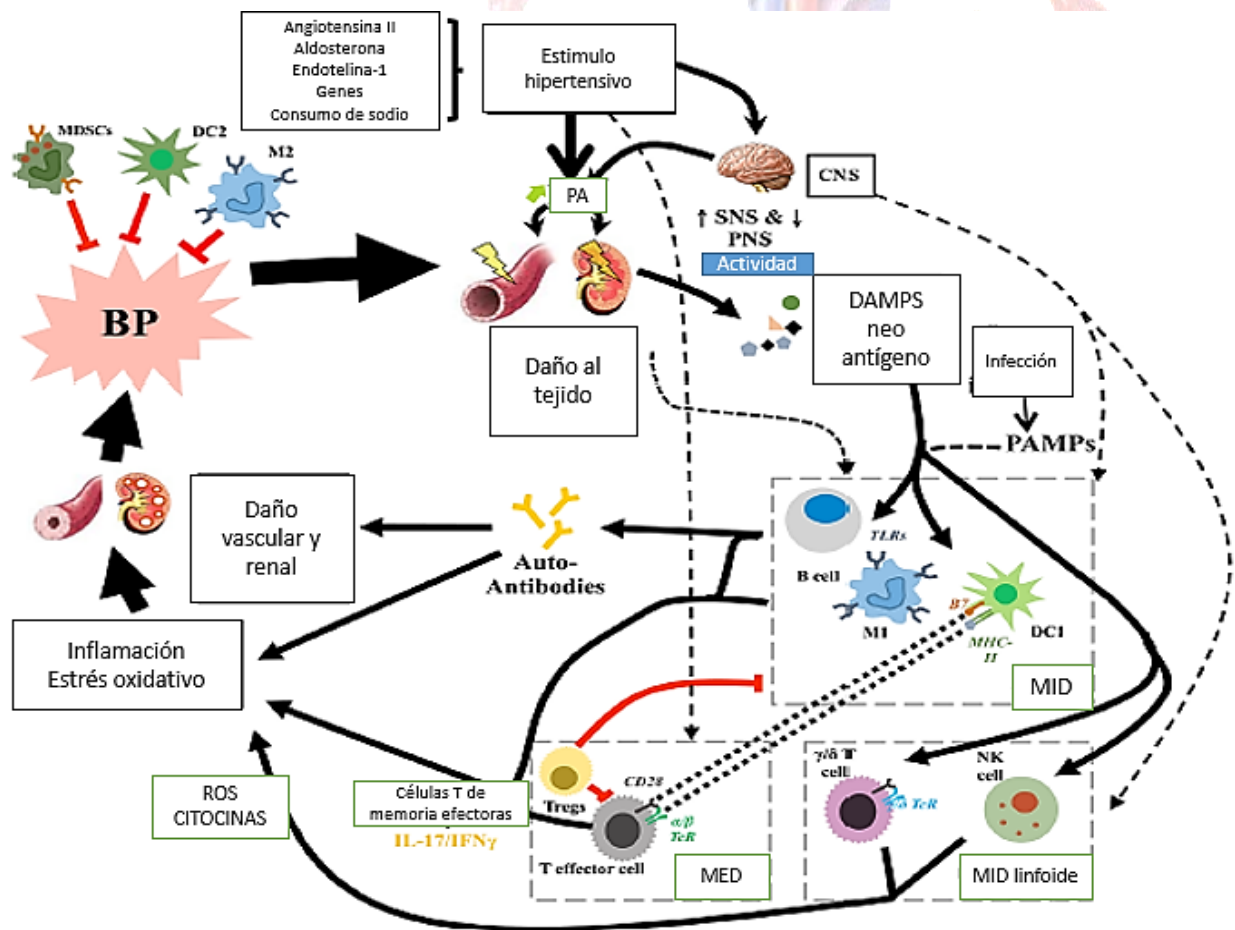 Angiotensina II
Aldosterona
Endotelina-1
Genes
Consumo de sodio
Estimulo
hipertensivo
MDSCs
DC2
M2
PA
CNS
↑ SNS & ↓
PNS
Actividad
BP
Daño al
tejido
DAMPS
neo
antígeno
Infección
PAMPs
Daño
vascular y
renal
Auto-
Antibodies
TLRs
B cell
M1
B7
MHC-
II
DC1
MID
Inflamación
Estrés oxidativo
ROS
CITOCINAS
Células T de
memoria efectoras
IL-17/IFNγ
Tregs
CD28
α/β
TcR
T effector cell
MED
γ/δ T
cell
TcR
NK
cell
MID linfoide